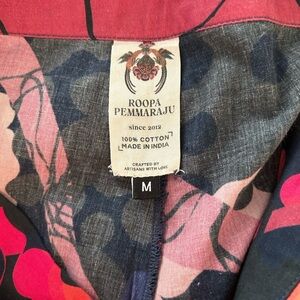 ROOPA
PEMMARAJU
since 2012
100% COTTON
MADE IN INDIA
CRAFTED BY
ARTISANS WITH LOVE
M